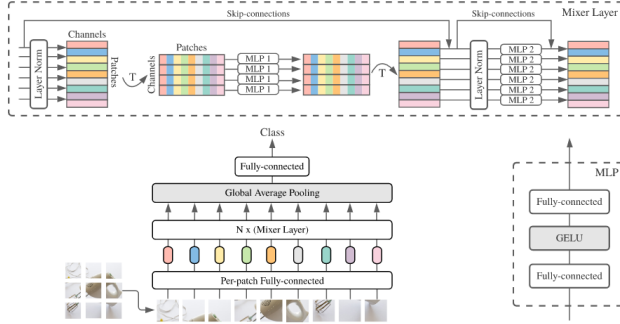 Skip-connections
Skip-connections
Mixer Layer
Channels
Layer Norm
Patches
T
Patches
Channels
MLP 1
MLP 1
MLP 1
MLP 1
T
Layer Norm
MLP 2
MLP 2
MLP 2
MLP 2
MLP 2
MLP 2
Class
Fully-connected
Global Average Pooling
N x (Mixer Layer)
Per-patch Fully-connected
MLP
Fully-connected
GELU
Fully-connected